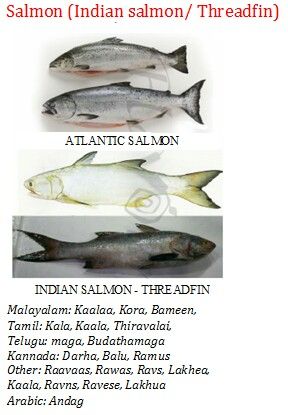 Salmon (Indian salmon/ Threadfin)
ATLANTIC SALMON
INDIAN SALMON - THREADFIN
Malayalam: Kaalaa, Kora, Bameen,
Tamil: Kala, Kaala, Thiravalai,
Telugu: maga, Budathamaga
Kannada: Darha, Balu, Ramus
Other: Raavaas, Rawas, Ravs, Lakhea,
Kaala, Ravns, Ravese, Lakhua
Arabic: Andag